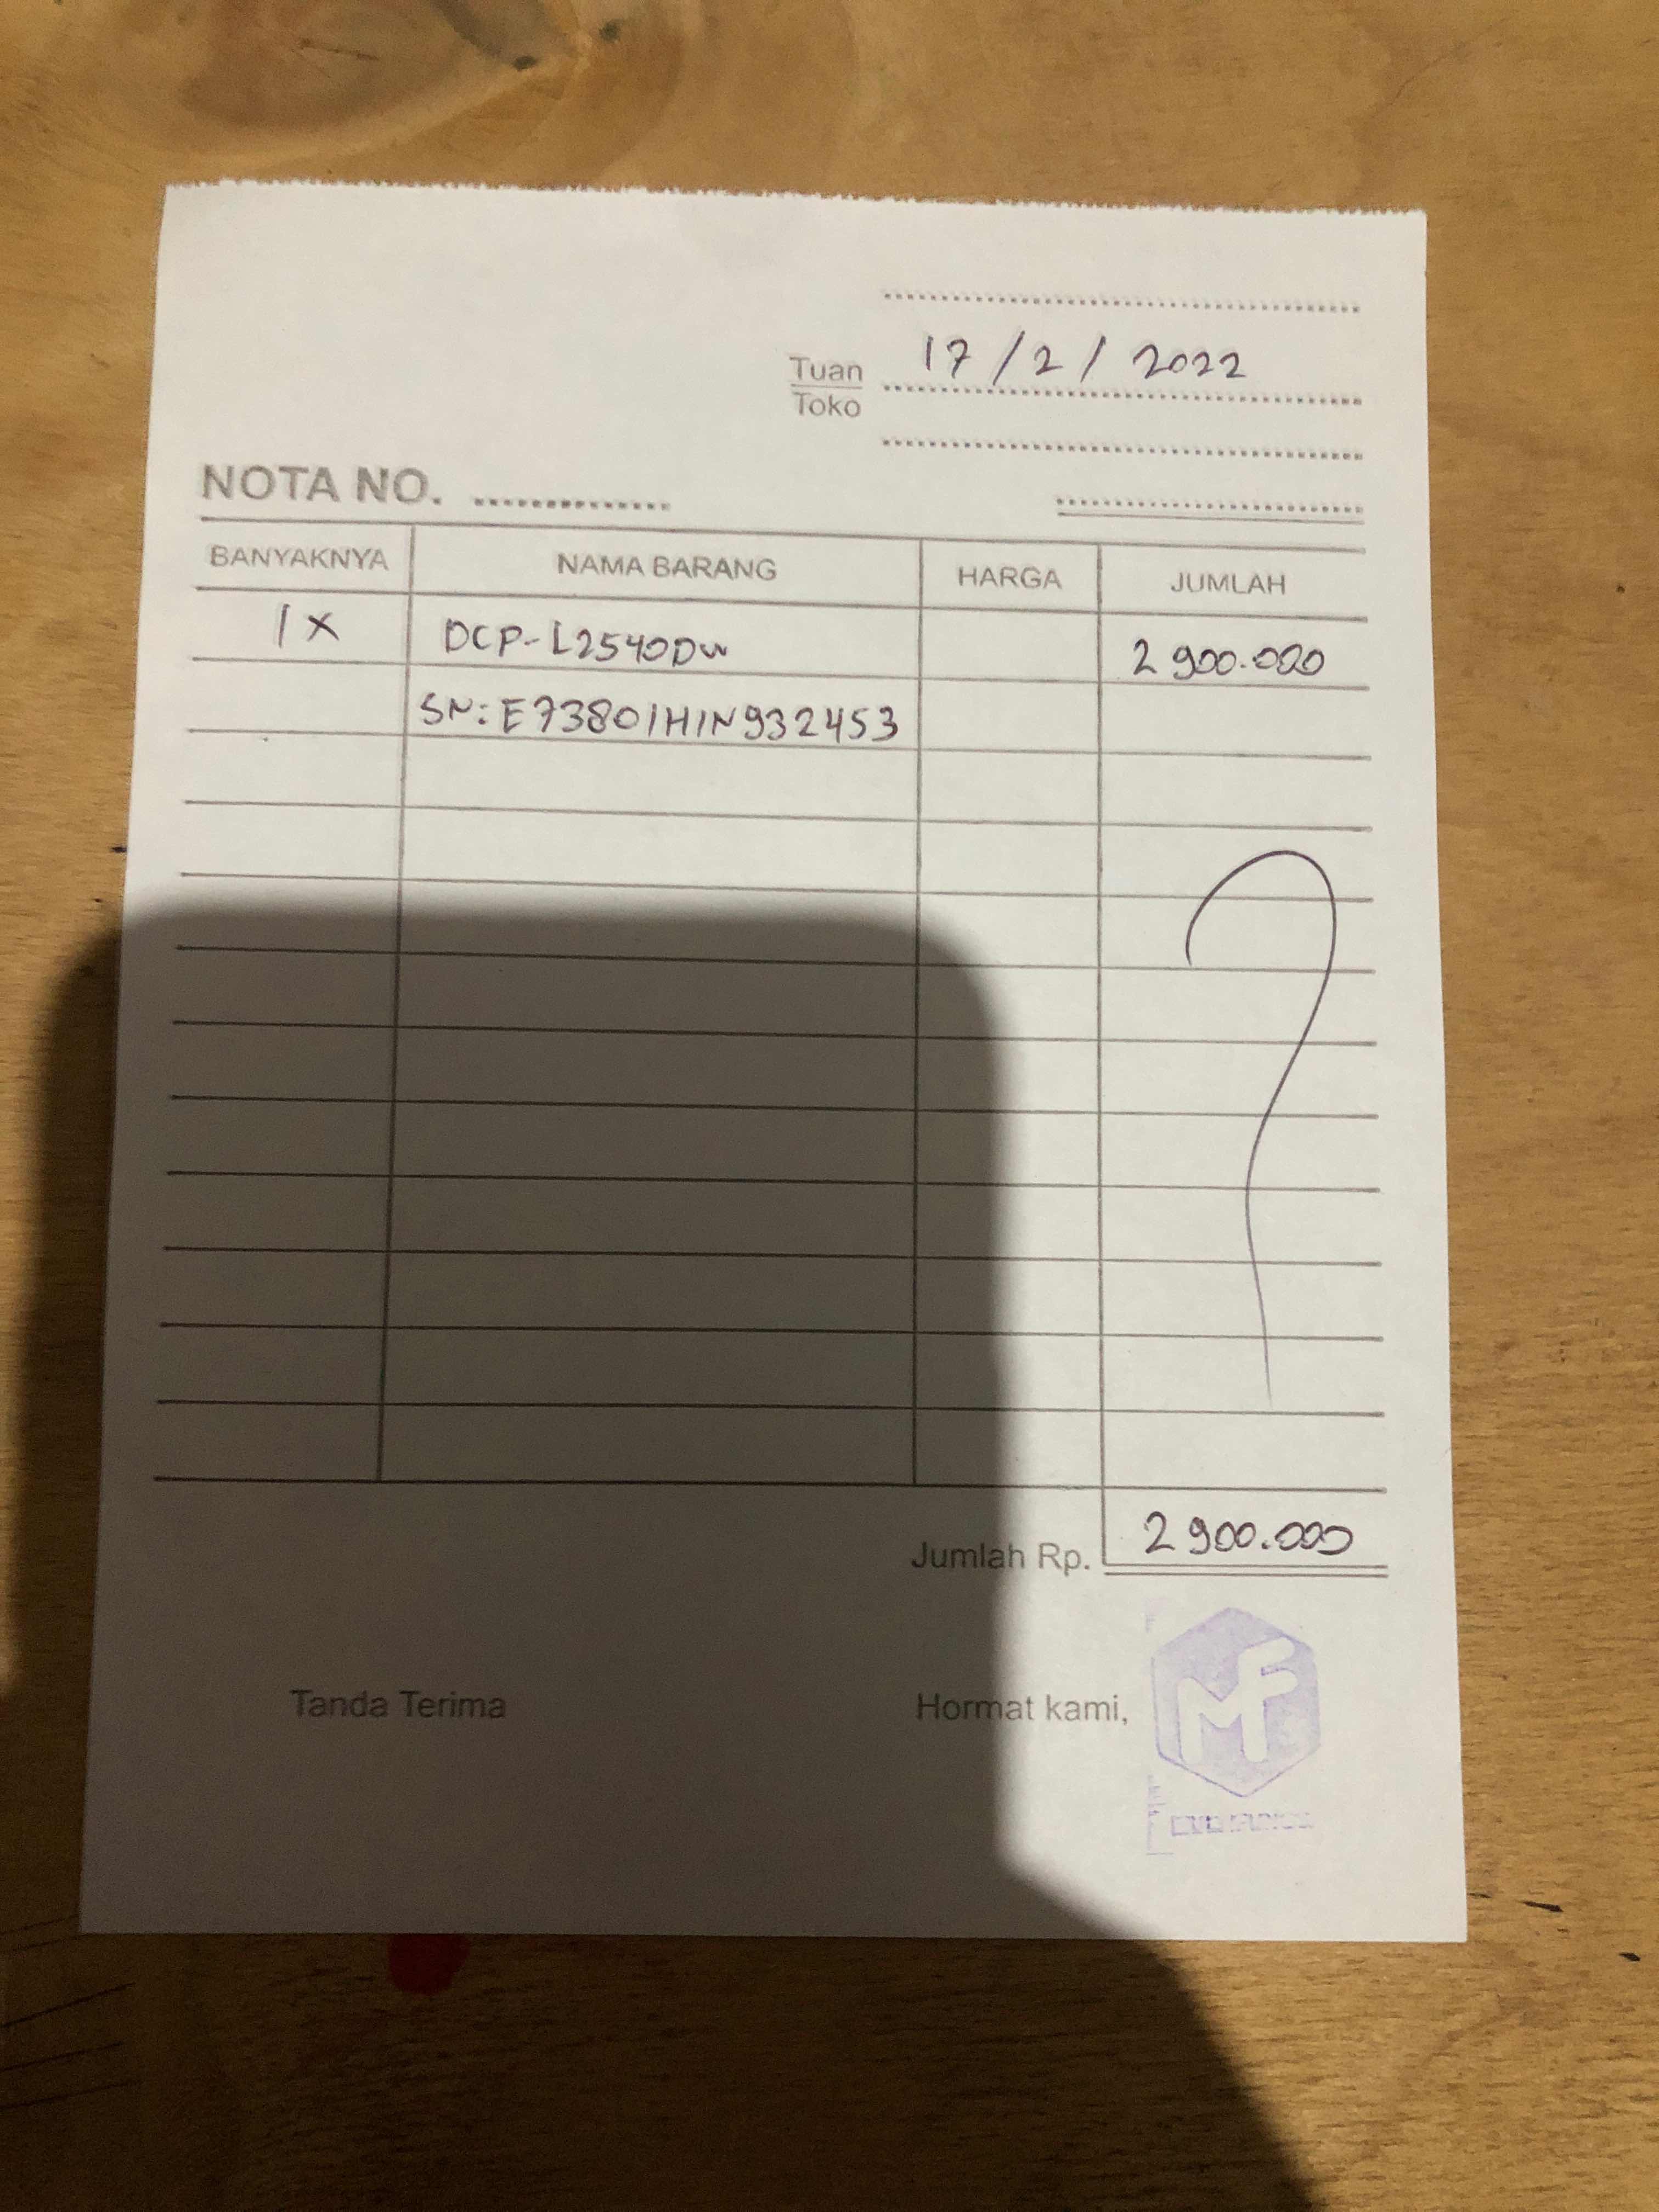 17/2/2022
Tuan
Toko
NOTA NO.
BANYAKNYA NAMA BARANG HARGA JUMLAH
1x DCP-L2540DW 2 900.000
SN: E73801H1N932453
Jumlah Rp. 2 900.000
Tanda Terima Hormat kami,
MF